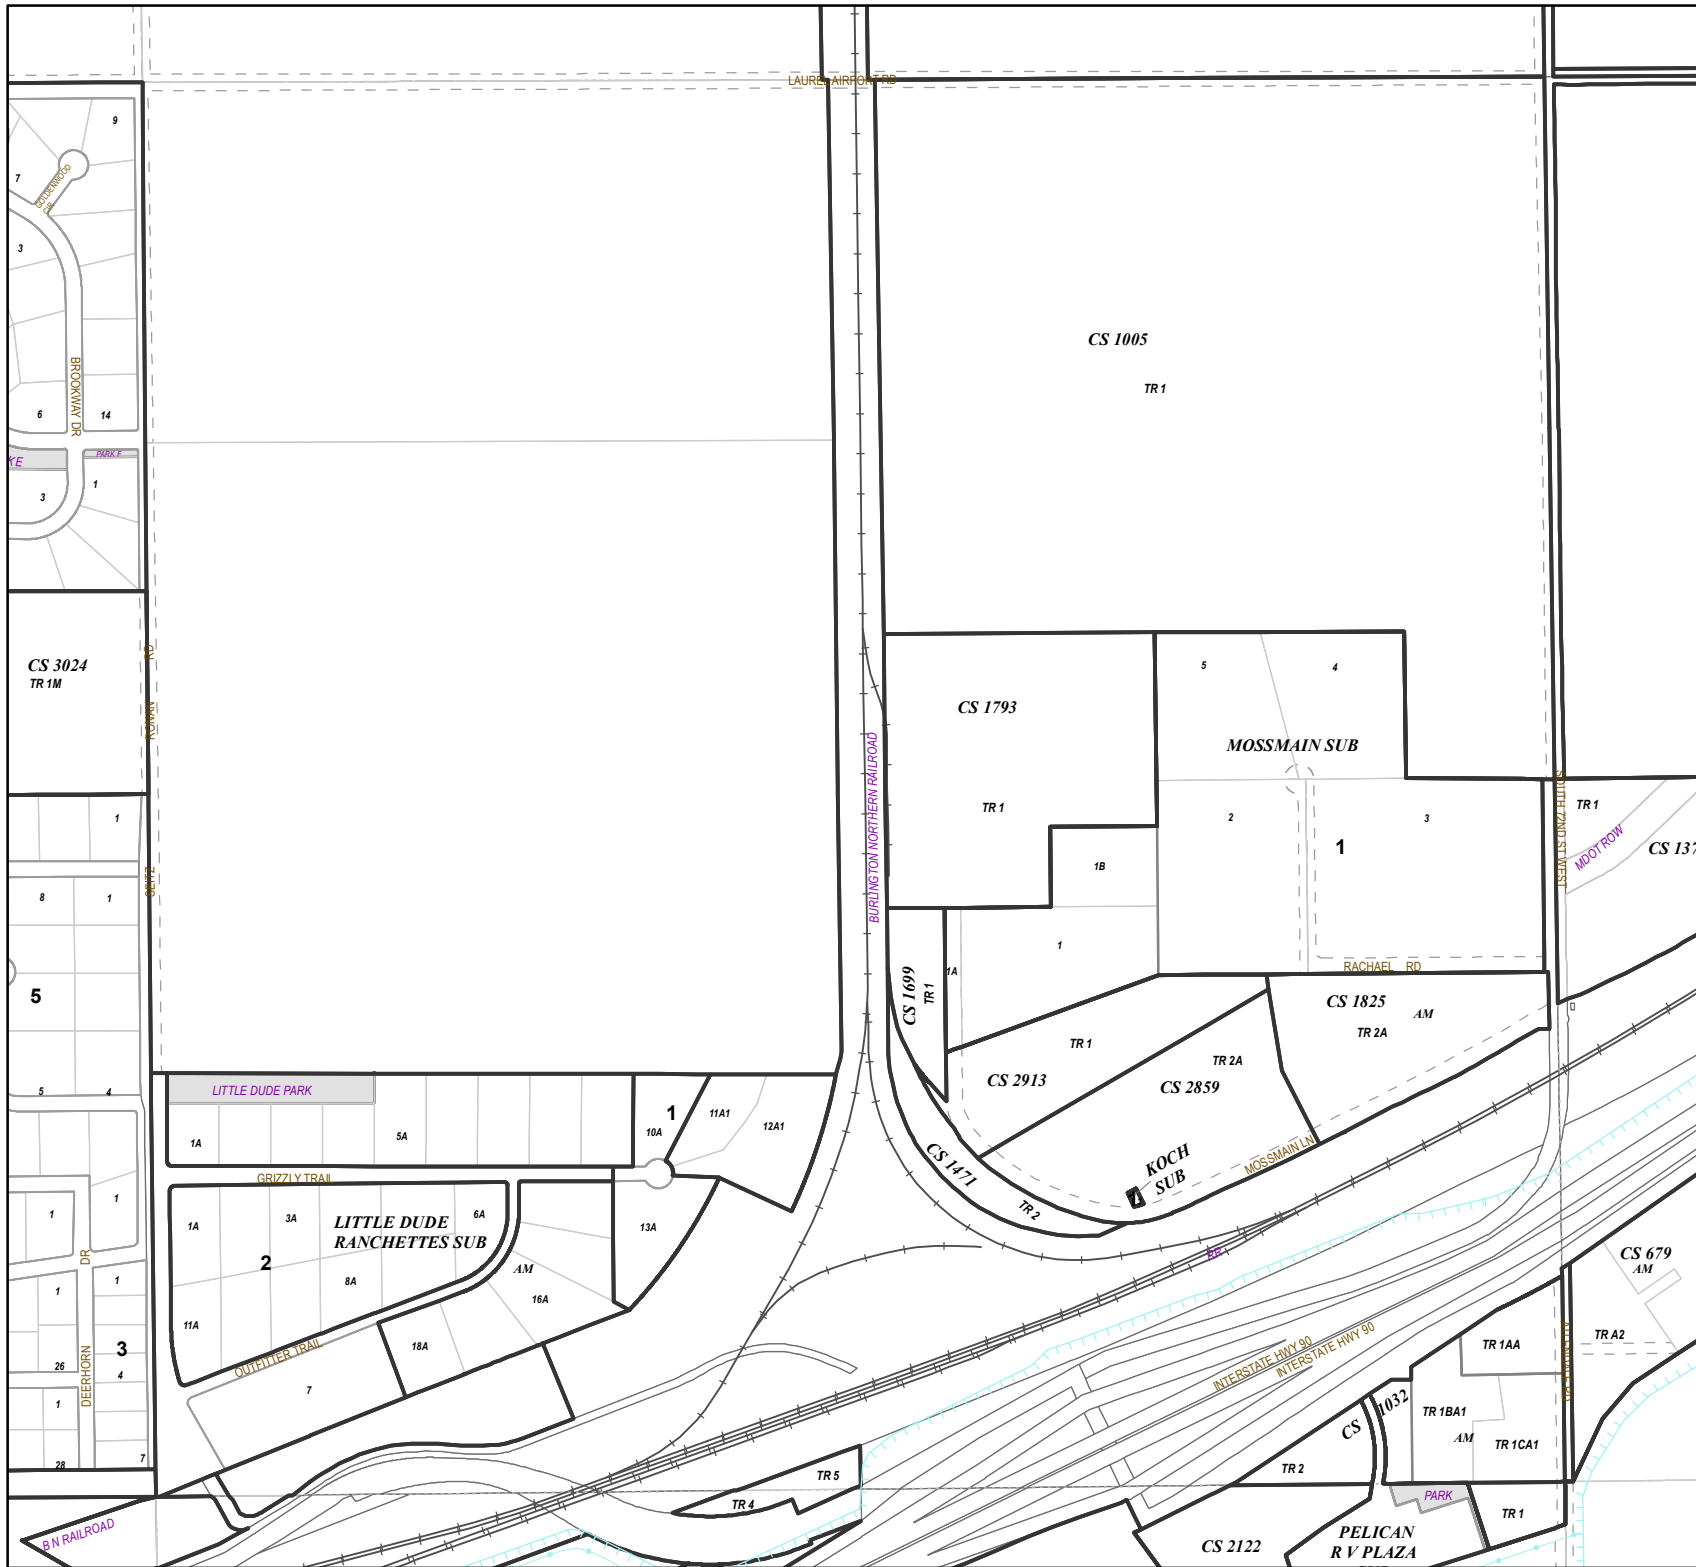 LAUREL AIRPORT RD
9
7
GOLDENWOOD
CIR
3
BROOKWAY DR
6
14
PARK F
KE
3
1
CS 1005
TR 1
CS 3024
TR 1M
SEITZ RONAN RD
5
4
CS 1793
MOSSMAIN SUB
TR 1
BURLINGTON NORTHERN RAILROAD
2
3
1
1B
1
1A
SOUTH 72ND ST WEST
TR 1
MDOT ROW
CS 137
RACHAEL RD
CS 1699
TR 1
CS 1825
AM
TR 2A
TR 1
CS 2913
TR 2A
CS 2859
1
8
1
5
5
4
LITTLE DUDE PARK
1
11A1
12A1
10A
1A
5A
GRIZZLY TRAIL
CS 1471
TR 2
KOCH
SUB
MOSSMAIN LN
1
1
1A
3A
6A
LITTLE DUDE
RANCHETTES SUB
13A
2
8A
AM
16A
11A
18A
OUTFITTER TRAIL
7
DEERHORN DR
1
1
3
26
4
1
28
7
RR
INTERSTATE HWY 90
INTERSTATE HWY 90
CS 679
AM
TR A2
TR 1AA
CS 1032
TR 1BA1
AM
TR 1CA1
TR 2
TR 5
TR 4
PARK
TR 1
B N RAILROAD
CS 2122
PELICAN
R V PLAZA